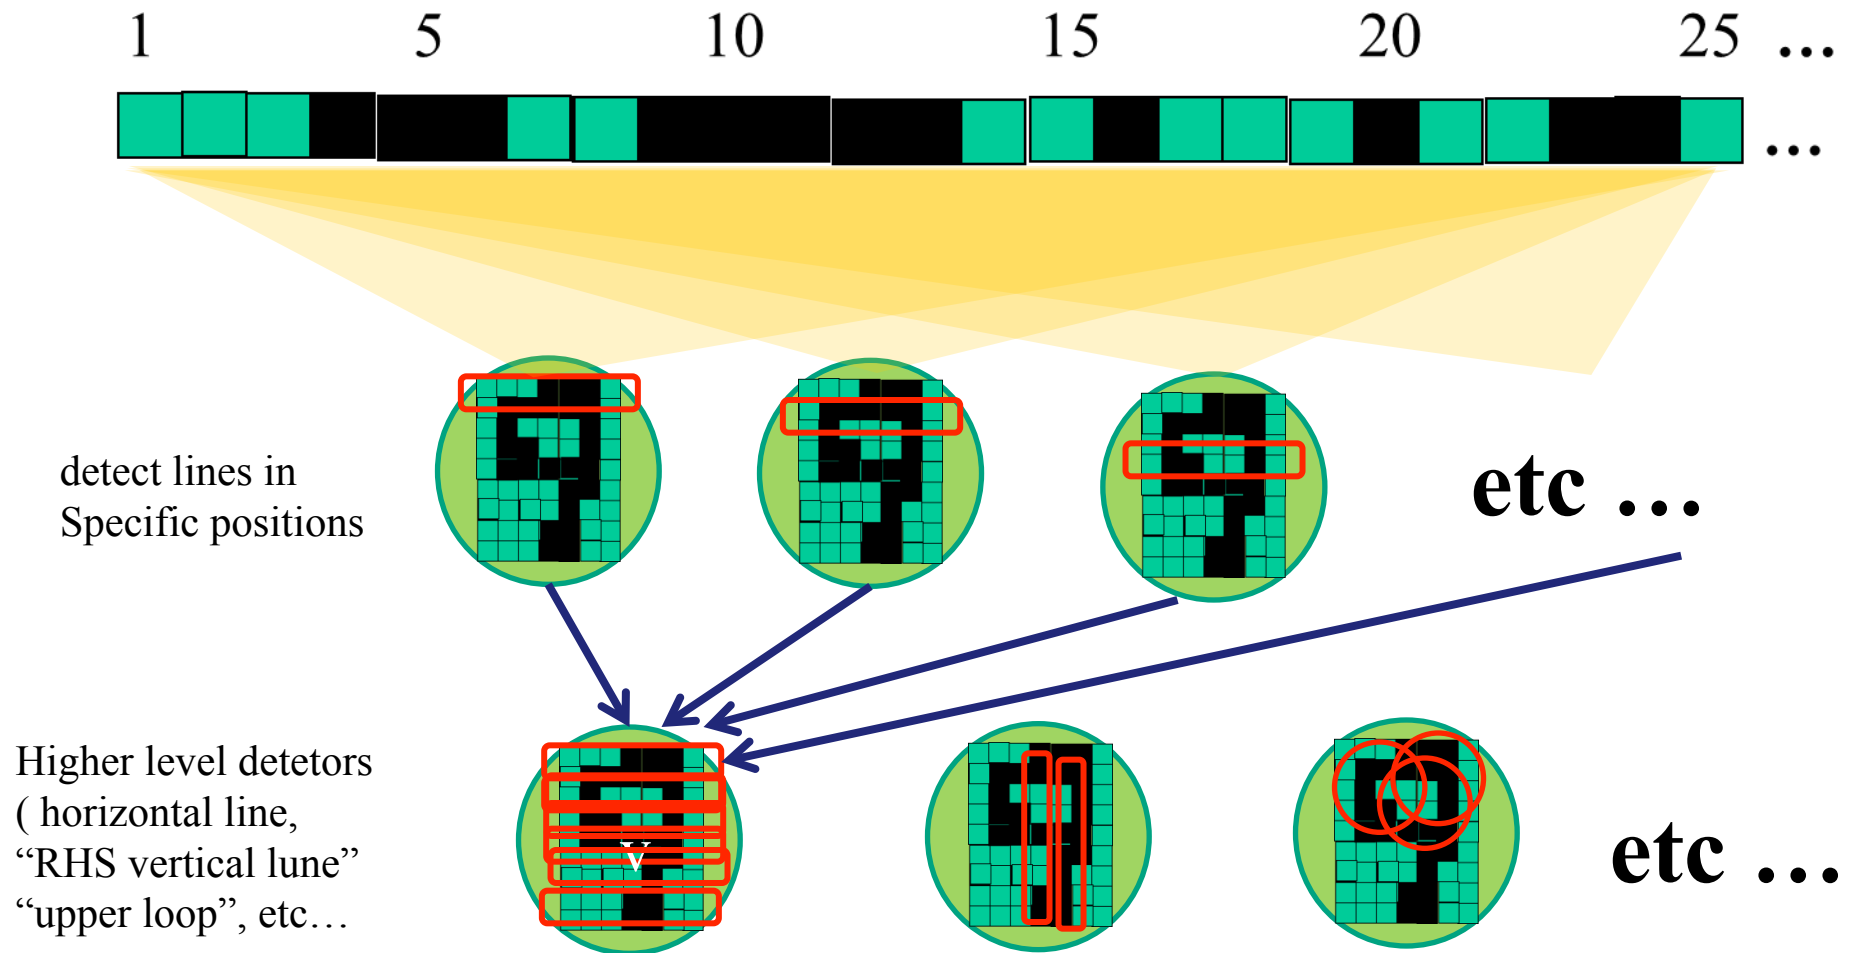 1 5 10 15 20 25 …
…
detect lines in
Specific positions
etc …
Higher level detetors
( horizontal line,
“RHS vertical lune”
“upper loop”, etc…
v
etc …